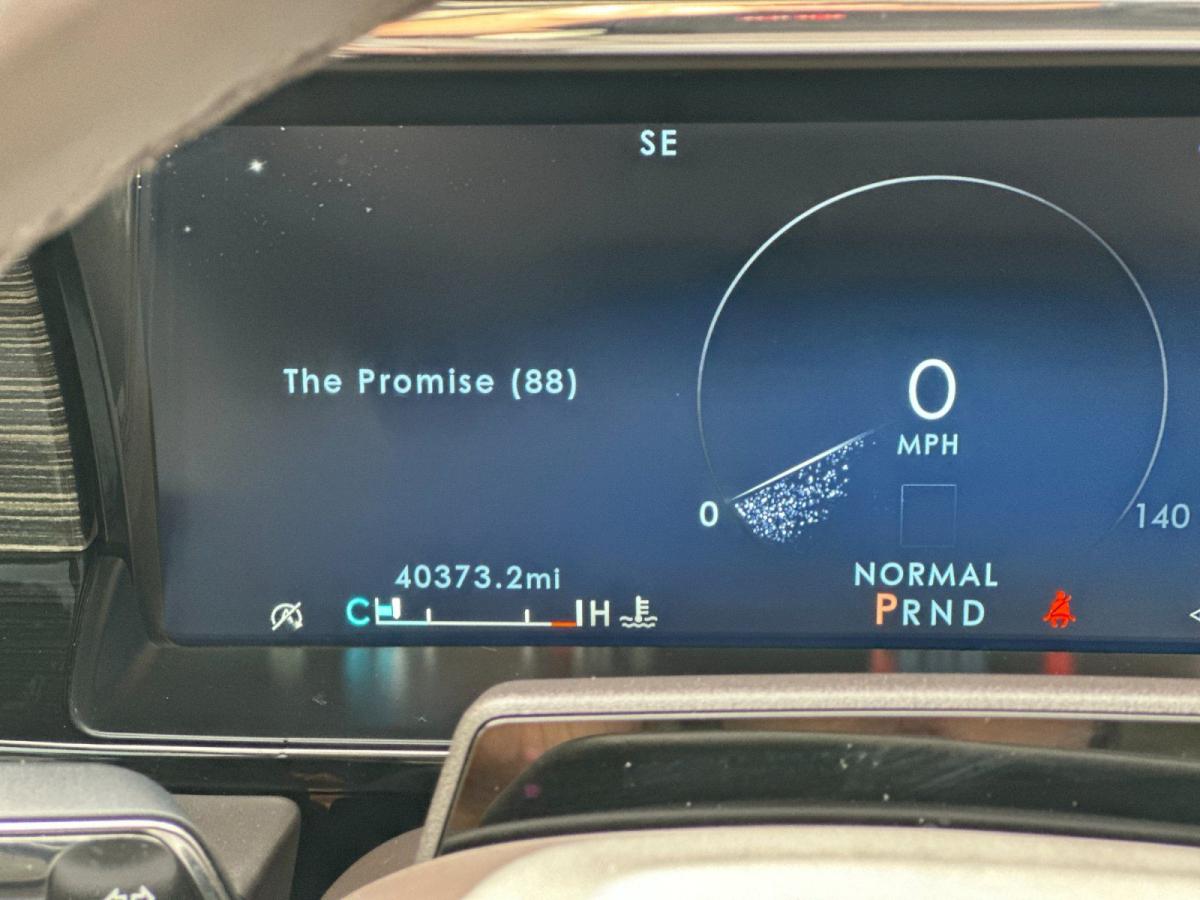 SE
The Promise (88)
0
MPH
0
140
NORMAL
40373.2mi
C H
PRND